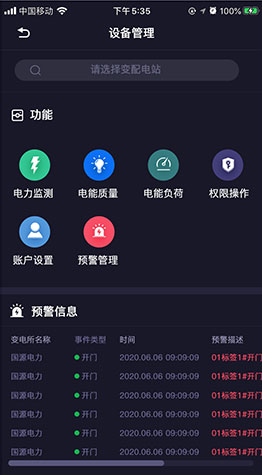 中国移动 下午 5:35 100%
设备管理
请选择变配电站
功能
电力监测 电能质量 电能负荷 权限操作
账户设置 预警管理
预警信息
变电所名称 事件类型 时间 预警描述
国源电力 开门 2020.06.06 09:09:09 01标签1#开门
国源电力 开门 2020.06.06 09:09:09 01标签1#开门
国源电力 开门 2020.06.06 09:09:09 01标签1#开门
国源电力 开门 2020.06.06 09:09:09 01标签1#开门
国源电力 开门 2020.06.06 09:09:09 01标签1#开门
国源电力 开门 2020.06.06 09:09:09 01标签1#开门